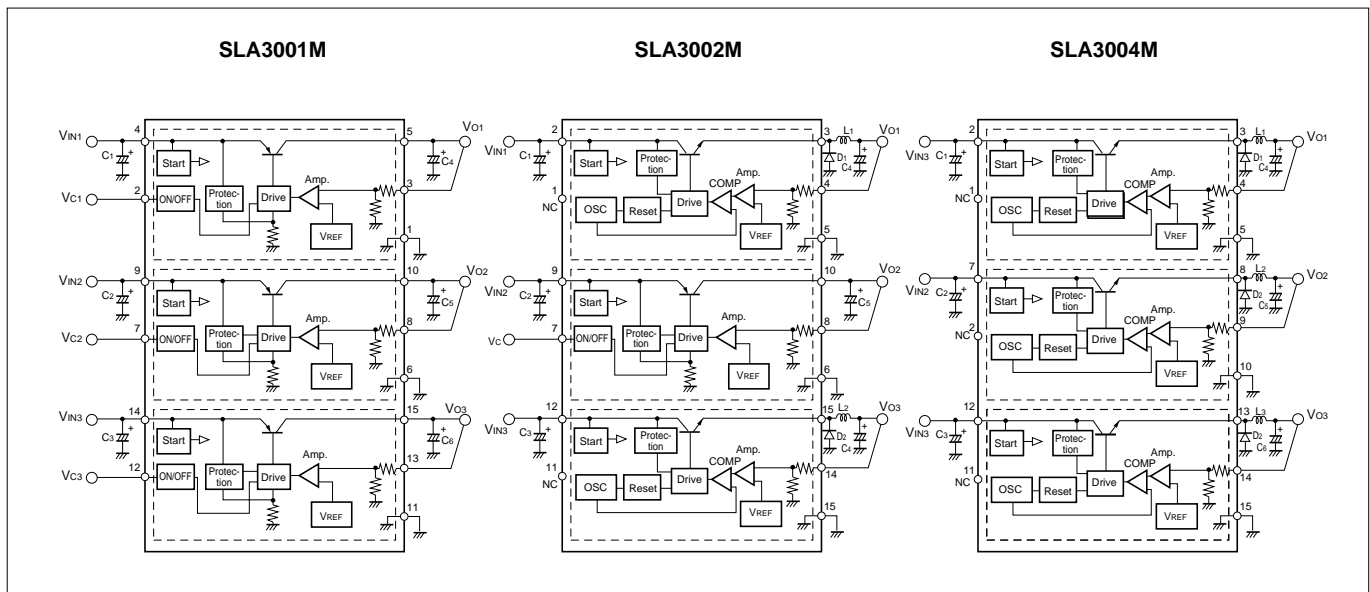 SLA3001M
4
VIN1
C1
+
Start
5
VO1
+
C4
2
VC1
ON/OFF
Protec-
tion
Drive
Amp.
3
VREF
1
9
VIN2
C2
+
Start
10
VO2
+
C5
7
VC2
ON/OFF
Protec-
tion
Drive
Amp.
8
VREF
6
14
VIN3
C3
+
Start
15
VO3
+
C6
12
VC3
ON/OFF
Protec-
tion
Drive
Amp.
13
VREF
11
SLA3002M
2
VIN1
C1
+
Start
Protec-
tion
3
L1
VO1
D1
C4
+
1
NC
OSC
Reset
Drive
COMP
Amp.
4
VREF
5
9
VIN2
C2
+
Start
10
VO2
+
C5
7
VC
ON/OFF
Protec-
tion
Drive
Amp.
8
VREF
6
12
VIN3
C3
+
Start
Protec-
tion
15
L2
VO3
D2
C4
+
11
NC
OSC
Reset
Drive
COMP
Amp.
14
VREF
15
SLA3004M
2
VIN3
C1
+
Start
Protec-
tion
3
L1
VO1
D1
C4
+
1
NC
OSC
Reset
Drive
COMP
Amp.
4
VREF
5
7
VIN2
C2
+
Start
Protec-
tion
8
L2
VO2
D2
C5
+
2
NC
OSC
Reset
Drive
COMP
Amp.
9
VREF
10
12
VIN3
C3
+
Start
Protec-
tion
13
L3
VO3
D2
C6
+
11
NC
OSC
Reset
Drive
COMP
Amp.
14
VREF
15